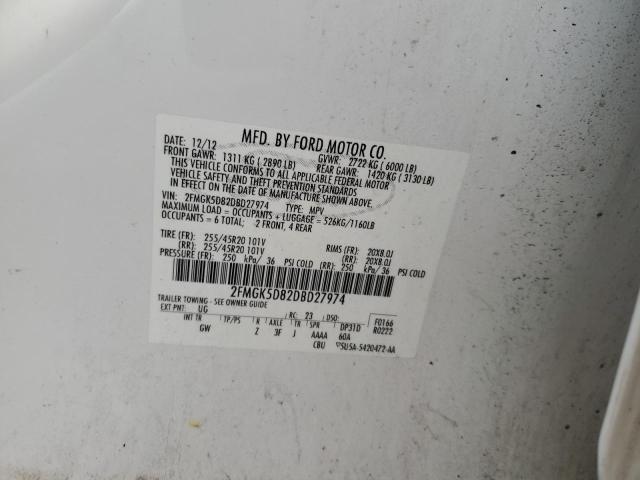 MFD. BY FORD MOTOR CO.
DATE: 12/12 GVWR: 2722 KG ( 6000 LB)
FRONT GAWR: 1311 KG ( 2890 LB) REAR GAWR: 1420 KG ( 3130 LB)
THIS VEHICLE CONFORMS TO ALL APPLICABLE FEDERAL MOTOR
VEHICLE SAFETY AND THEFT PREVENTION STANDARDS
IN EFFECT ON THE DATE OF MANUFACTURE SHOWN ABOVE.
VIN: 2FMGK5D82DBD27974 TYPE: MPV
MAXIMUM LOAD = OCCUPANTS + LUGGAGE = 526KG/1160LB
OCCUPANTS = 6 TOTAL: 2 FRONT, 4 REAR
TIRE (FR): 255/45R20 101V RIMS (FR): 20X8.0J
(RR): 255/45R20 101V (RR): 20X8.0J
PRESSURE (FR): 250 kPa/ 36 PSI COLD (RR): 250 kPa/ 36 PSI COLD
2FMGK5D82DBD27974
TRAILER TOWING - SEE OWNER GUIDE
EXT PNT: UG RC: 23 DSO: F0166
INT TR TP/PS R AXLE TR SPR DP31D R0222
GW Z 3F J AAAA 60A
CBU 5U5A-5420472-AA